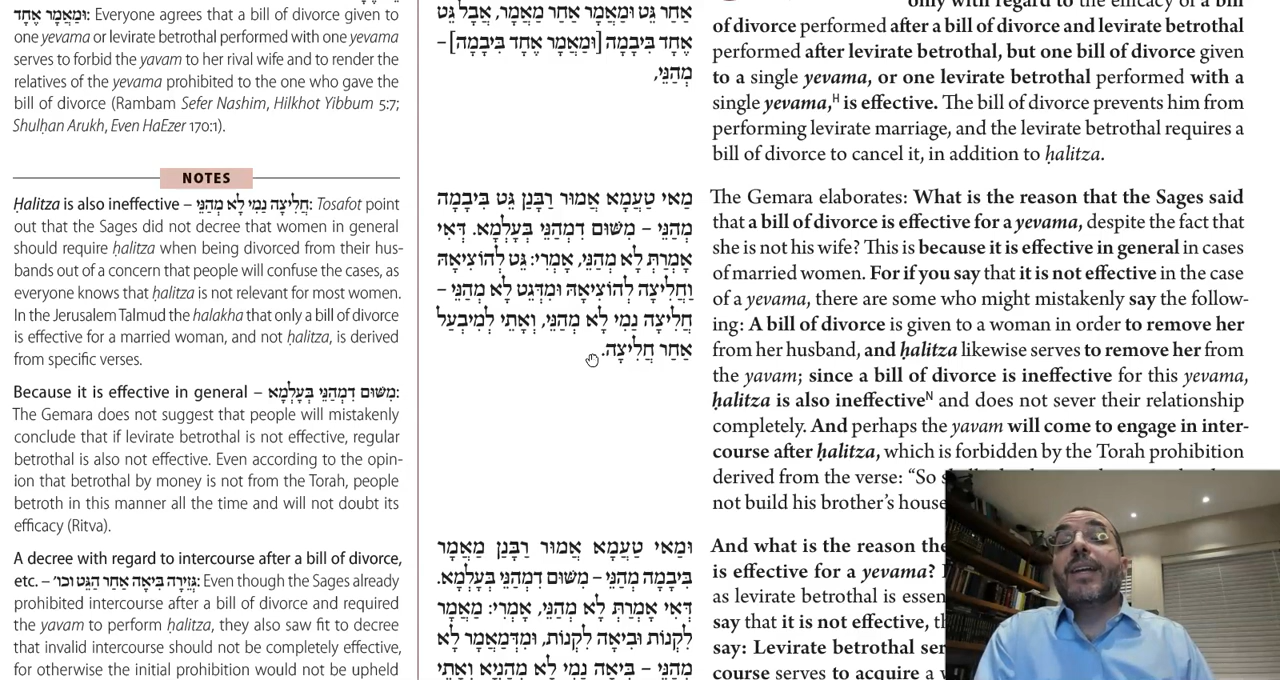 וּמַאֲמָר אֶחָד: Everyone agrees that a bill of divorce given to
one yevama or levirate betrothal performed with one yevama
serves to forbid the yavam to her rival wife and to render the
relatives of the yevama prohibited to the one who gave the
bill of divorce (Rambam Sefer Nashim, Hilkhot Yibbum 5:7;
Shulḥan Arukh, Even HaEzer 170:1).
NOTES
Ḥalitza is also ineffective – חֲלִיצָה נַמִי לָא מְהַנֵּי: Tosafot point
out that the Sages did not decree that women in general
should require ḥalitza when being divorced from their hus-
bands out of a concern that people will confuse the cases, as
everyone knows that ḥalitza is not relevant for most women.
In the Jerusalem Talmud the halakha that only a bill of divorce
is effective for a married woman, and not ḥalitza, is derived
from specific verses.
Because it is effective in general – מִשּׁוּם דִּמְהַנֵּי בְּעָלְמָא:
The Gemara does not suggest that people will mistakenly
conclude that if levirate betrothal is not effective, regular
betrothal is also not effective. Even according to the opin-
ion that betrothal by money is not from the Torah, people
betroth in this manner all the time and will not doubt its
efficacy (Ritva).
A decree with regard to intercourse after a bill of divorce,
etc. – גְּזֵירָה בִּיאָה אַחַר הַגֵּט וכו׳: Even though the Sages already
prohibited intercourse after a bill of divorce and required
the yavam to perform ḥalitza, they also saw fit to decree
that invalid intercourse should not be completely effective,
for otherwise the initial prohibition would not be upheld
אַחַר גֵּט וּמַאֲמָר אַחַר מַאֲמָר, אֲבָל גֵּט
אֶחָד בִּיבָמָה [וּמַאֲמָר אֶחָד בִּיבָמָה] –
מְהַנֵּי,
מַאי טַעֲמָא אֲמוּר רַבָּנַן גֵּט בִּיבָמָה
מְהַנֵּי – מִשּׁוּם דִּמְהַנֵּי בְּעָלְמָא. דְּאִי
אָמְרַתְּ לָא מְהַנֵּי, אָמְרִי: גֵּט לְהוֹצִיאָהּ
וַחֲלִיצָה לְהוֹצִיאָהּ וּמִדְּגֵט לָא מְהַנֵּי –
חֲלִיצָה נַמִי לָא מְהַנֵּי, וְאָתֵי לְמִיבְעַל
אַחַר חֲלִיצָה.
וּמַאי טַעֲמָא אֲמוּר רַבָּנַן מַאֲמָר
בִּיבָמָה מְהַנֵּי – מִשּׁוּם דִּמְהַנֵּי בְּעָלְמָא.
דְּאִי אָמְרַתְּ לָא מְהַנֵּי, אָמְרִי: מַאֲמָר
לִקְנוֹת וּבִיאָה לִקְנוֹת, וּמִדְּמַאֲמָר לָא
מְהַנֵּי – בִּיאָה נַמִי לָא מְהַנְיָא וְאָתֵי
only with regard to the efficacy of a bill
of divorce performed after a bill of divorce and levirate betrothal
performed after levirate betrothal, but one bill of divorce given
to a single yevama, or one levirate betrothal performed with a
single yevama,ᴴ is effective. The bill of divorce prevents him from
performing levirate marriage, and the levirate betrothal requires a
bill of divorce to cancel it, in addition to ḥalitza.
The Gemara elaborates: What is the reason that the Sages said
that a bill of divorce is effective for a yevama, despite the fact that
she is not his wife? This is because it is effective in general in cases
of married women. For if you say that it is not effective in the case
of a yevama, there are some who might mistakenly say the follow-
ing: A bill of divorce is given to a woman in order to remove her
from her husband, and ḥalitza likewise serves to remove her from
the yavam; since a bill of divorce is ineffective for this yevama,
ḥalitza is also ineffectiveᴺ and does not sever their relationship
completely. And perhaps the yavam will come to engage in inter-
course after ḥalitza, which is forbidden by the Torah prohibition
derived from the verse: “So
not build his brother’s house
And what is the reason the
is effective for a yevama?
as levirate betrothal is
say that it is not effective,
say: Levirate betrothal
course serves to acquire a